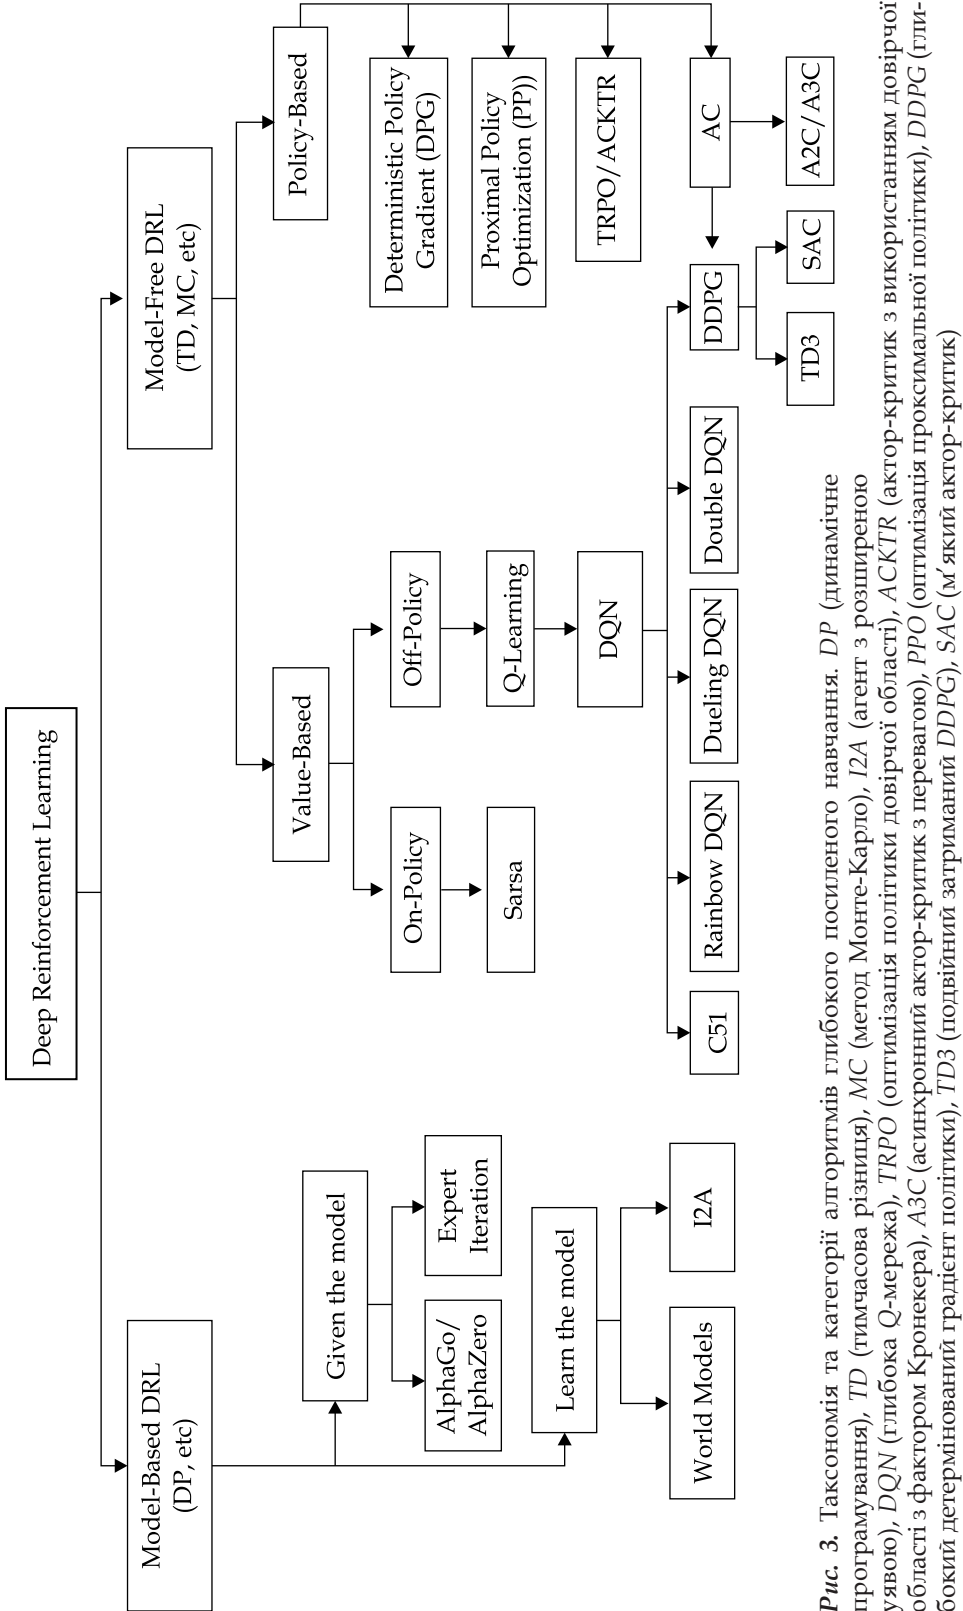 Deep Reinforcement Learning
Model-Based DRL
(DP, etc)
Model-Free DRL
(TD, MC, etc)
Given the model
AlphaGo/
AlphaZero
Expert
Iteration
Learn the model
World Models
I2A
Value-Based
Policy-Based
On-Policy
Off-Policy
Sarsa
Q-Learning
DQN
C51
Rainbow DQN
Dueling DQN
Double DQN
DDPG
TD3
SAC
Deterministic Policy
Gradient (DPG)
Proximal Policy
Optimization (PP))
TRPO/ACKTR
AC
A2C/A3C
Рис. 3. Таксономія та категорії алгоритмів глибокого посиленого навчання. DP (динамічне
програмування), TD (тимчасова різниця), MC (метод Монте-Карло), I2A (агент з розширеною
уявою), DQN (глибока Q-мережа), TRPO (оптимізація політики довірчої області), ACKTR (актор-критик з використанням довірчої
області з фактором Кронекера), A3C (асинхронний актор-критик з перевагою), PPO (оптимізація проксимальної політики), DDPG (гли-
бокий детермінований градієнт політики), TD3 (подвійний затриманий DDPG), SAC (м′який актор-критик)